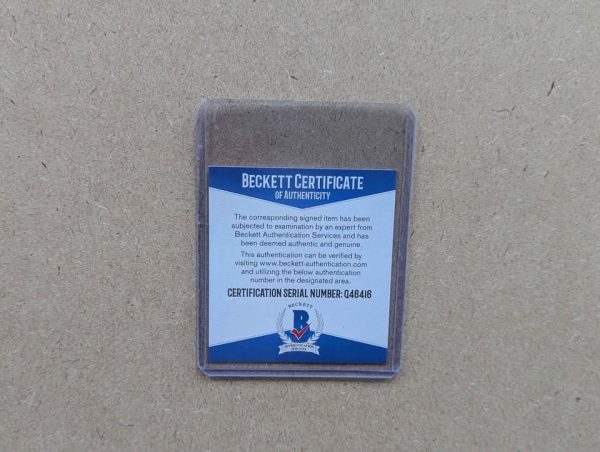 BECKETT CERTIFICATE
OF AUTHENTICITY
The corresponding signed item has been
subjected to examination by an expert from
Beckett Authentication Services and has
been deemed authentic and genuine.
This authentication can be verified by
visiting www.beckett-authentication.com
and utilizing the below authentication
number in the designated area.
CERTIFICATION SERIAL NUMBER: Q46416
BECKETT
B
AUTHENTICATION
SERVICES